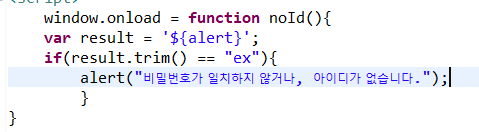 <script>
window.onload = function noId(){
var result = '${alert}';
if(result.trim() == "ex"){
alert("비밀번호가 일치하지 않거나, 아이디가 없습니다.");
}
}